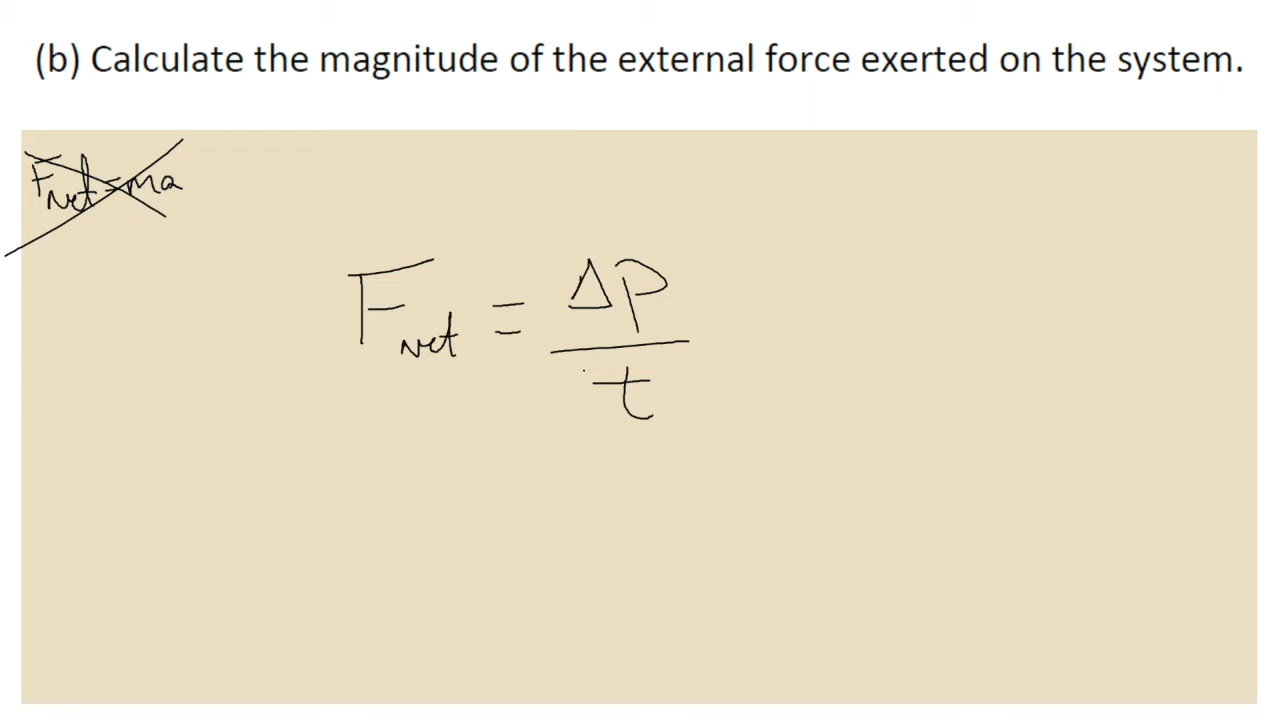 (b) Calculate the magnitude of the external force exerted on the system.
Fnet = ma
Fnet = ΔP
t